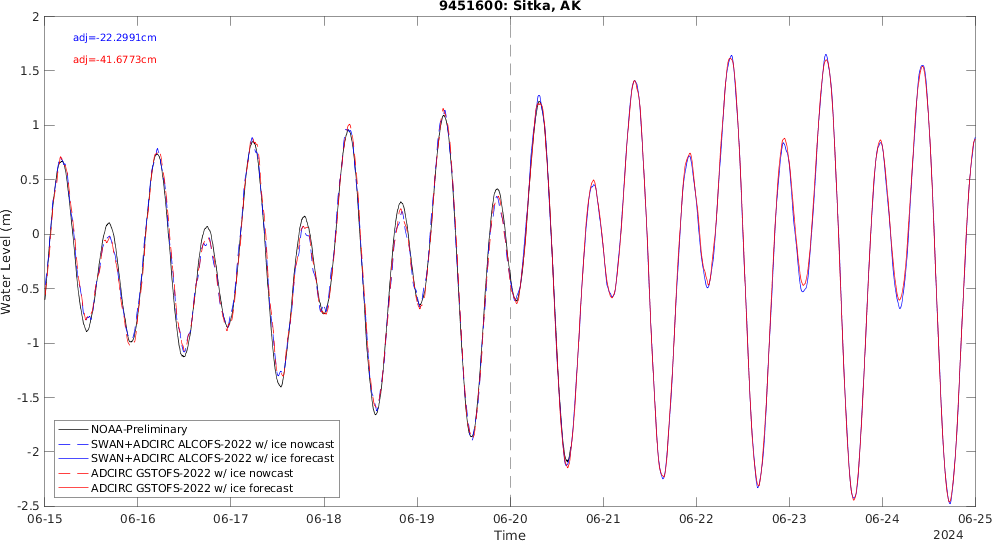 9451600: Sitka, AK
adj=-22.2991cm
adj=-41.6773cm
2
1.5
1
0.5
0
-0.5
-1
-1.5
-2
-2.5
Water Level (m)
NOAA-Preliminary
SWAN+ADCIRC ALCOFS-2022 w/ ice nowcast
SWAN+ADCIRC ALCOFS-2022 w/ ice forecast
ADCIRC GSTOFS-2022 w/ ice nowcast
ADCIRC GSTOFS-2022 w/ ice forecast
06-15 06-16 06-17 06-18 06-19 06-20 06-21 06-22 06-23 06-24 06-25
Time
2024